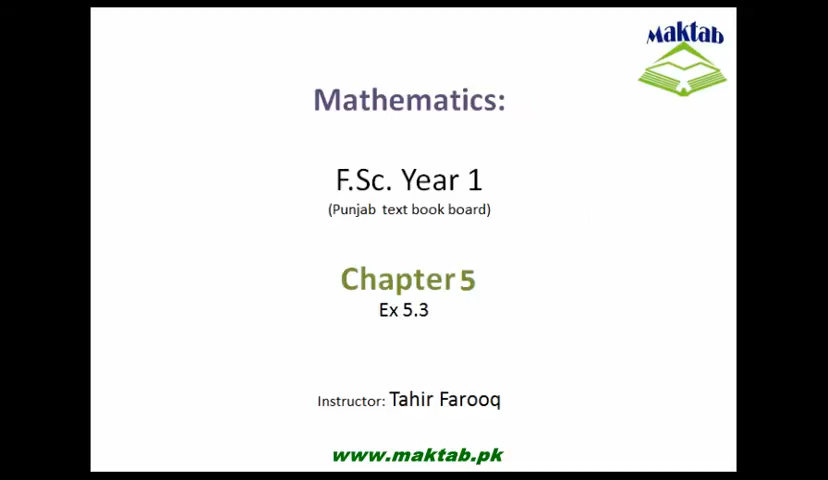 Maktab
Mathematics:
F.Sc. Year 1
(Punjab text book board)
Chapter 5
Ex 5.3
Instructor: Tahir Farooq
www.maktab.pk